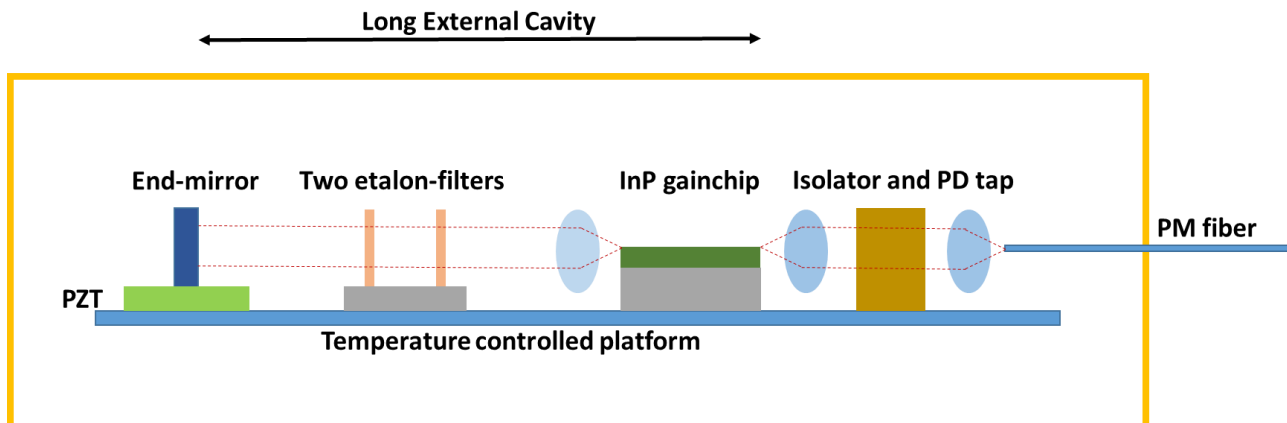 Long External Cavity
End-mirror
Two etalon-filters
InP gainchip
Isolator and PD tap
PM fiber
PZT
Temperature controlled platform